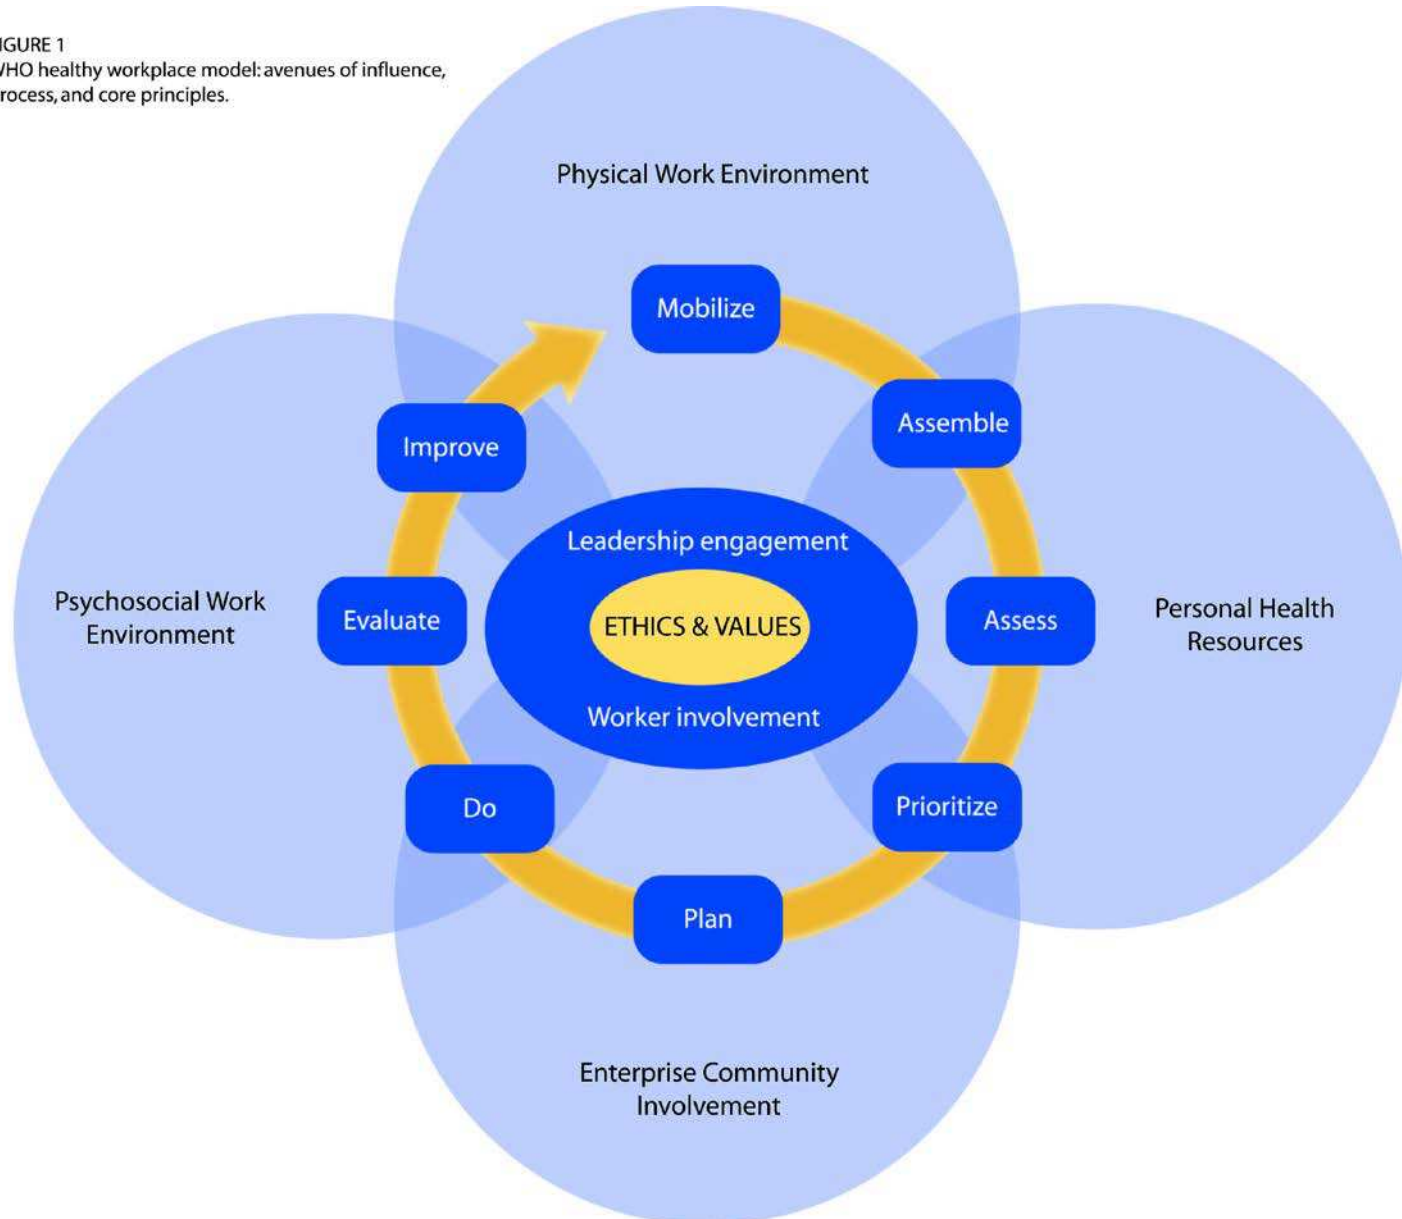 IGURE 1
WHO healthy workplace model: avenues of influence,
rocess, and core principles.
Physical Work Environment
Mobilize
Assemble
Improve
Leadership engagement
Psychosocial Work
Environment
Evaluate
ETHICS & VALUES
Assess
Personal Health
Resources
Worker involvement
Do
Prioritize
Plan
Enterprise Community
Involvement